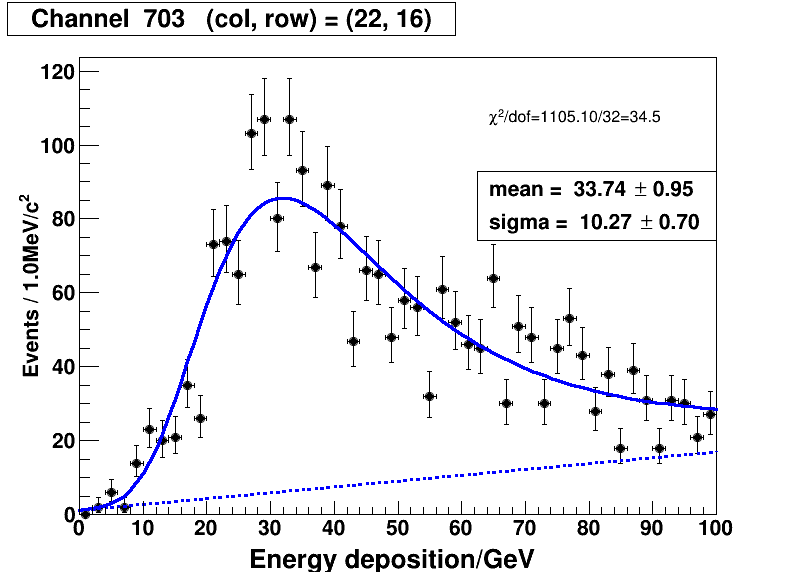 Channel 703 (col, row) = (22, 16)
120
100
80
60
40
20
0
Events / 1.0MeV/c²
χ²/dof=1105.10/32=34.5
mean = 33.74 ± 0.95
sigma = 10.27 ± 0.70
0 10 20 30 40 50 60 70 80 90 100
Energy deposition/GeV